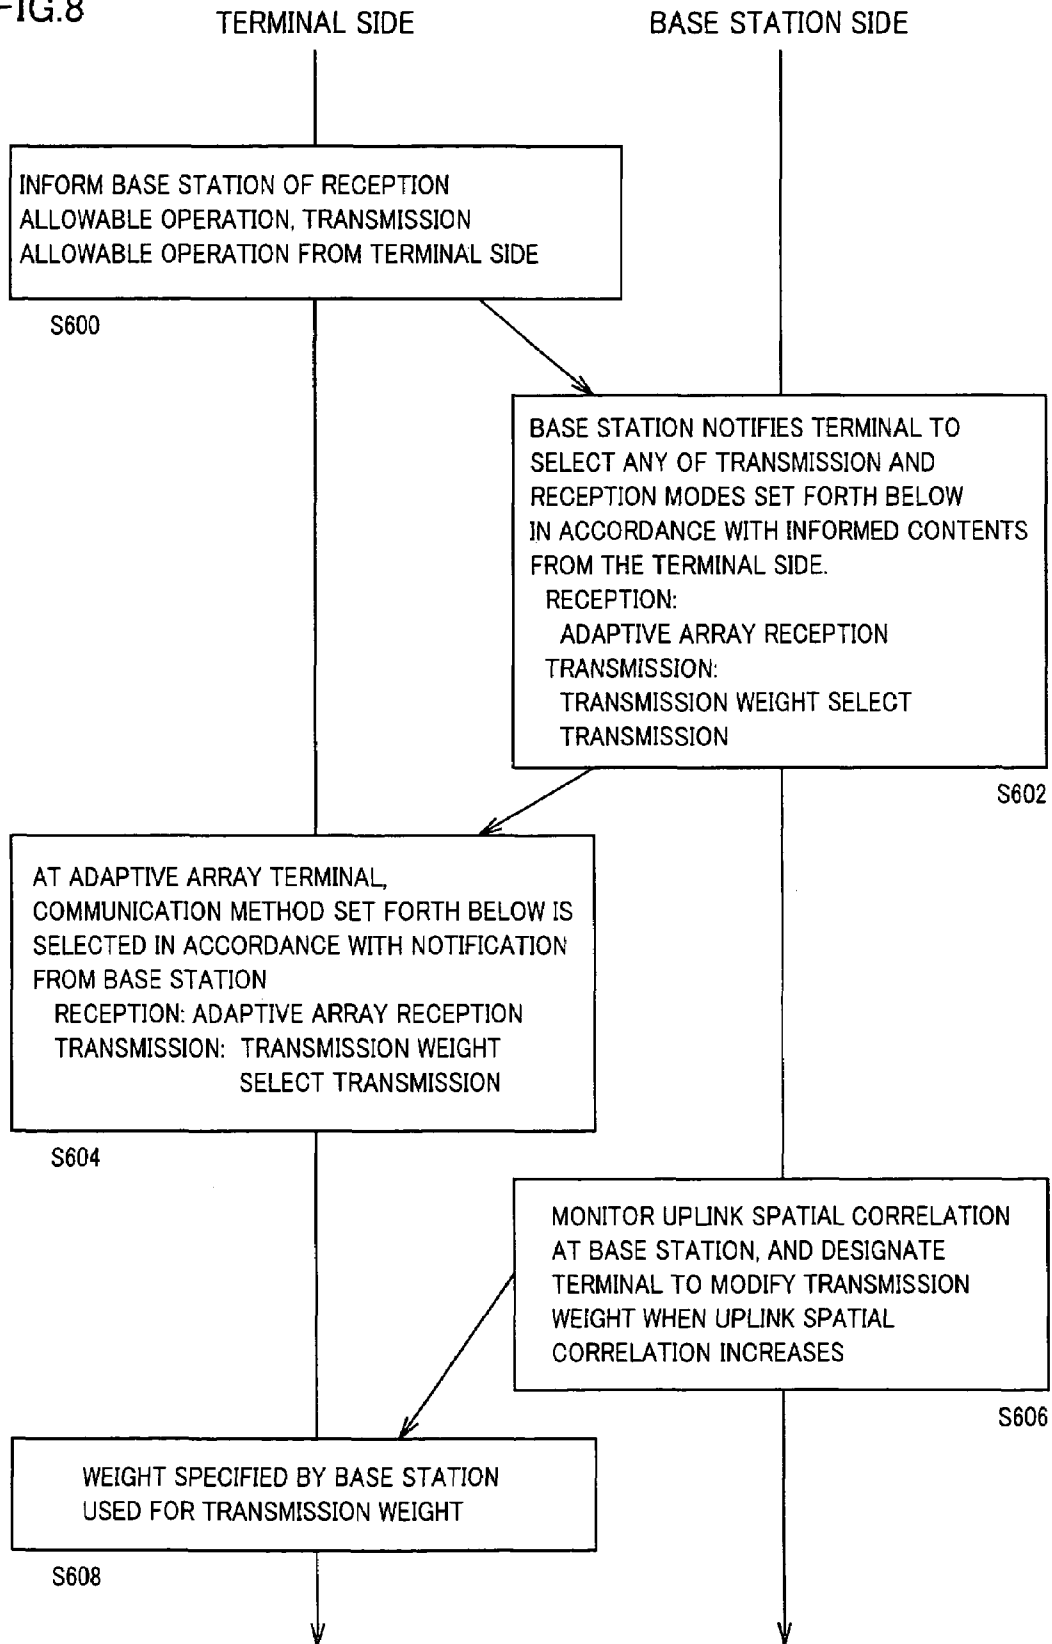 FIG.8
TERMINAL SIDE
BASE STATION SIDE
INFORM BASE STATION OF RECEPTION
ALLOWABLE OPERATION, TRANSMISSION
ALLOWABLE OPERATION FROM TERMINAL SIDE
S600
BASE STATION NOTIFIES TERMINAL TO
SELECT ANY OF TRANSMISSION AND
RECEPTION MODES SET FORTH BELOW
IN ACCORDANCE WITH INFORMED CONTENTS
FROM THE TERMINAL SIDE.
RECEPTION:
ADAPTIVE ARRAY RECEPTION
TRANSMISSION:
TRANSMISSION WEIGHT SELECT
TRANSMISSION
S602
AT ADAPTIVE ARRAY TERMINAL,
COMMUNICATION METHOD SET FORTH BELOW IS
SELECTED IN ACCORDANCE WITH NOTIFICATION
FROM BASE STATION
RECEPTION: ADAPTIVE ARRAY RECEPTION
TRANSMISSION: TRANSMISSION WEIGHT
SELECT TRANSMISSION
S604
MONITOR UPLINK SPATIAL CORRELATION
AT BASE STATION, AND DESIGNATE
TERMINAL TO MODIFY TRANSMISSION
WEIGHT WHEN UPLINK SPATIAL
CORRELATION INCREASES
S606
WEIGHT SPECIFIED BY BASE STATION
USED FOR TRANSMISSION WEIGHT
S608